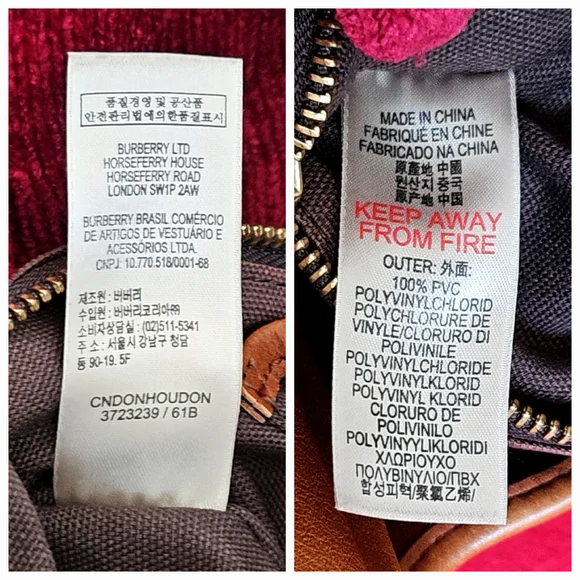 품질경영 및 공산품
안전관리법에의한품질표시
BURBERRY LTD
HORSEFERRY HOUSE
HORSEFERRY ROAD
LONDON SW1P 2AW
BURBERRY BRASIL COMÉRCIO
DE ARTIGOS DE VESTUÁRIO E
ACESSÓRIOS LTDA.
CNPJ: 10.770.518/0001-68
제조원 : 버버리
수입원 : 버버리코리아㈜
소비자상담실 : (02)511-5341
주 소 : 서울시 강남구 청담
동 90-19. 5F
CNDONHOUDON
3723239 / 61B
MADE IN CHINA
FABRIQUÉ EN CHINE
FABRICADO NA CHINA
原產地 中國
원산지 중국
原产地 中国
KEEP AWAY
FROM FIRE
OUTER: 外面:
100% PVC
POLYVINYLCHLORID
POLYCHLORURE DE
VINYLE/CLORURO DI
POLIVINILE
POLYVINYLCHLORIDE
POLYVINYL KLORID
POLYVINYL KLORID
CLORURO DE
POLIVINILO
POLYVINYYLIKLORIDI
ΧΛΩΡΙΟΥΧΟ
ΠΟΛΥΒΙΝΥΛΙΟ/ПВХ
합성피혁/聚氯乙烯/